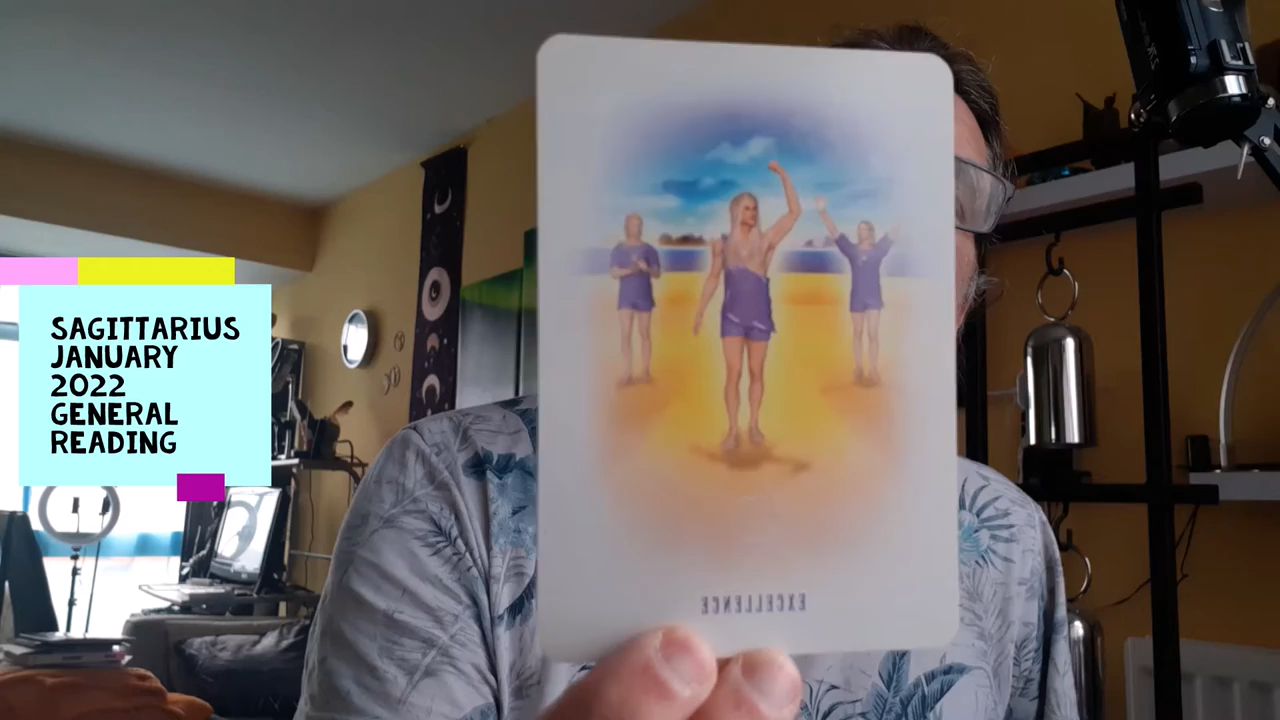 SAGITTARIUS
JANUARY
2022
GENERAL
READING
EXCELLENCE